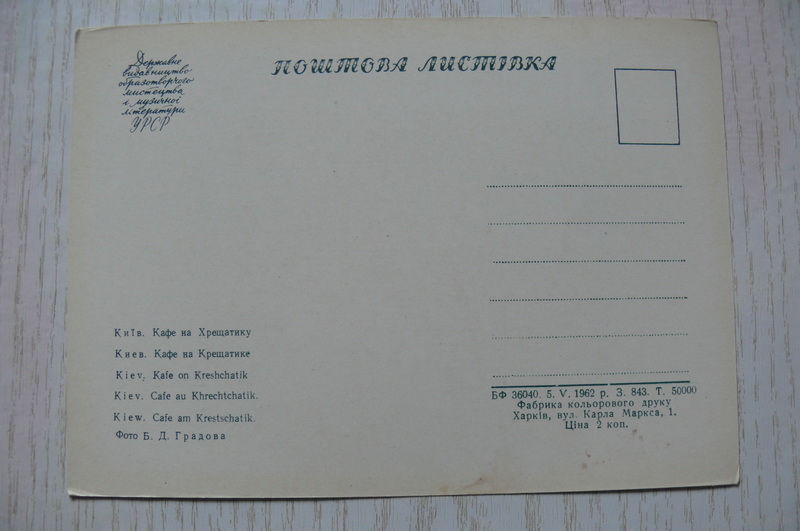 Державне
видавництво
образотворчого
мистецтва
і музичної
літератури
УРСР
ПОШТОВА ЛИСТІВКА
Київ. Кафе на Хрещатику
Киев. Кафе на Крещатике
Kiev. Kafe on Kreshchatik
Kiev. Cafe au Khrechtchatik.
Kiew. Cafe am Krestschatik.
Фото Б. Д. Градова
БФ 36040. 5. V. 1962 р. З. 843. Т. 50000
Фабрика кольорового друку
Харків, вул. Карла Маркса, 1.
Ціна 2 коп.